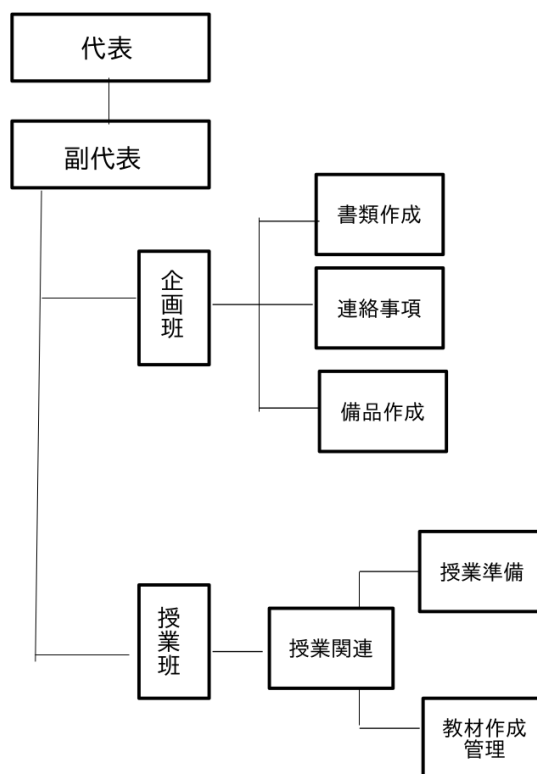 代表
副代表
企画班
書類作成
連絡事項
備品作成
授業班
授業関連
授業準備
教材作成
管理